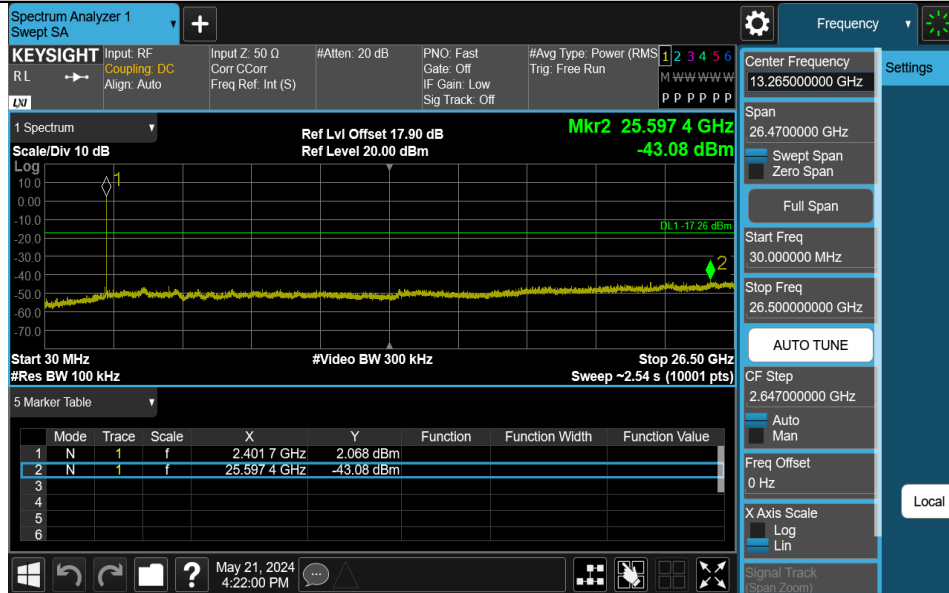 Spectrum Analyzer 1
Swept SA
Frequency
KEYSIGHT
RL
LXI
Input: RF
Coupling: DC
Align: Auto
Input Z: 50 Ω
Corr CCorr
Freq Ref: Int (S)
#Atten: 20 dB
PNO: Fast
Gate: Off
IF Gain: Low
Sig Track: Off
#Avg Type: Power (RMS
Trig: Free Run
1 2 3 4 5 6
M W W W W W
P P P P P P
1 Spectrum
Scale/Div 10 dB
Ref Lvl Offset 17.90 dB
Ref Level 20.00 dBm
Mkr2 25.597 4 GHz
-43.08 dBm
Log
10.0
0.00
-10.0
-20.0
-30.0
-40.0
-50.0
-60.0
-70.0
1
DL1 -17.26 dBm
2
Start 30 MHz
#Res BW 100 kHz
#Video BW 300 kHz
Stop 26.50 GHz
Sweep ~2.54 s (10001 pts)
5 Marker Table
Mode Trace Scale X Y Function Function Width Function Value
1 N 1 f 2.401 7 GHz 2.068 dBm
2 N 1 f 25.597 4 GHz -43.08 dBm
3
4
5
6
May 21, 2024
4:22:00 PM
Center Frequency
13.265000000 GHz
Span
26.4700000 GHz
Swept Span
Zero Span
Full Span
Start Freq
30.000000 MHz
Stop Freq
26.500000000 GHz
AUTO TUNE
CF Step
2.647000000 GHz
Auto
Man
Freq Offset
0 Hz
X Axis Scale
Log
Lin
Signal Track
(Span Zoom)
Settings
Local